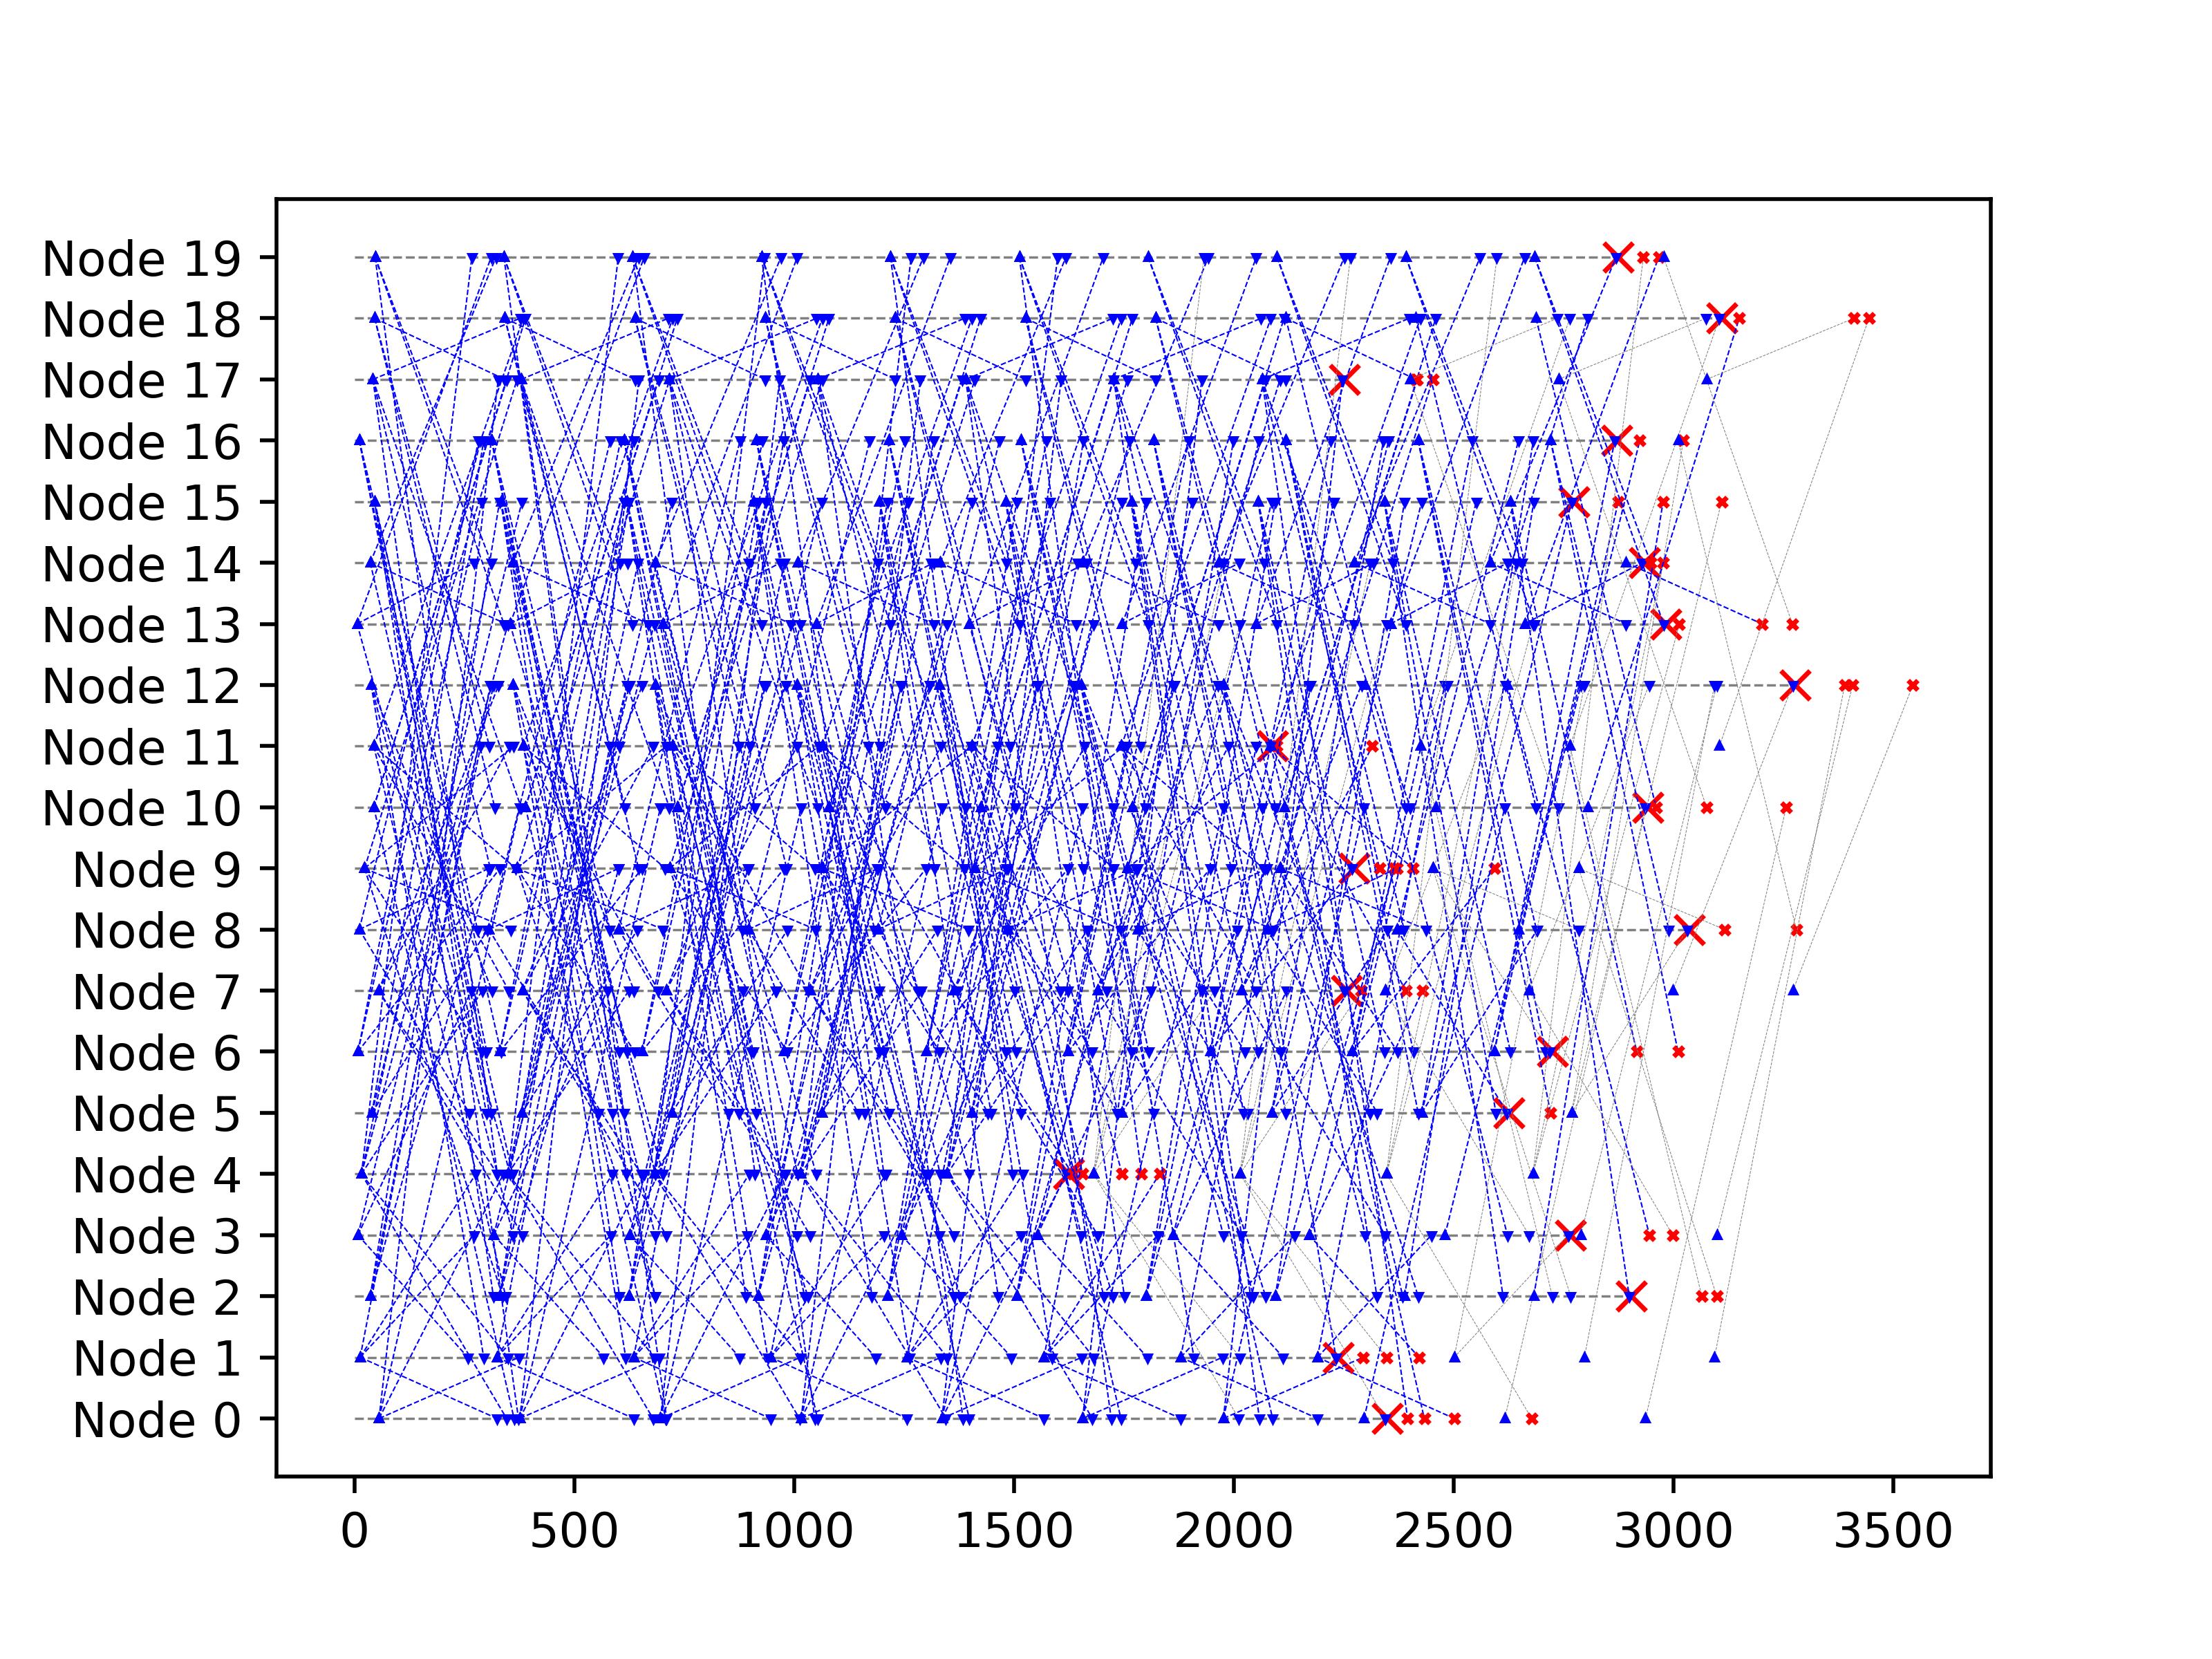 Node 19
Node 18
Node 17
Node 16
Node 15
Node 14
Node 13
Node 12
Node 11
Node 10
Node 9
Node 8
Node 7
Node 6
Node 5
Node 4
Node 3
Node 2
Node 1
Node 0
0 500 1000 1500 2000 2500 3000 3500